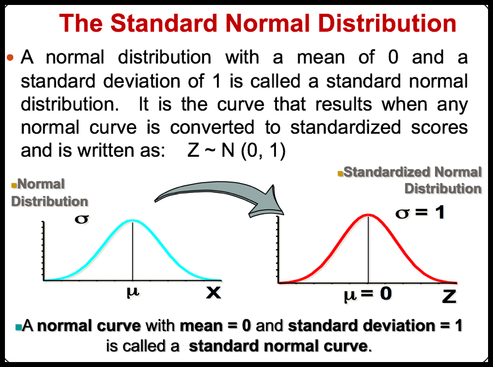 The Standard Normal Distribution
• A normal distribution with a mean of 0 and a
standard deviation of 1 is called a standard normal
distribution. It is the curve that results when any
normal curve is converted to standardized scores
and is written as: Z ~ N (0, 1)
■Normal
Distribution
σ
μ
X
■Standardized Normal
Distribution
σ = 1
μ = 0
Z
■A normal curve with mean = 0 and standard deviation = 1
is called a standard normal curve.